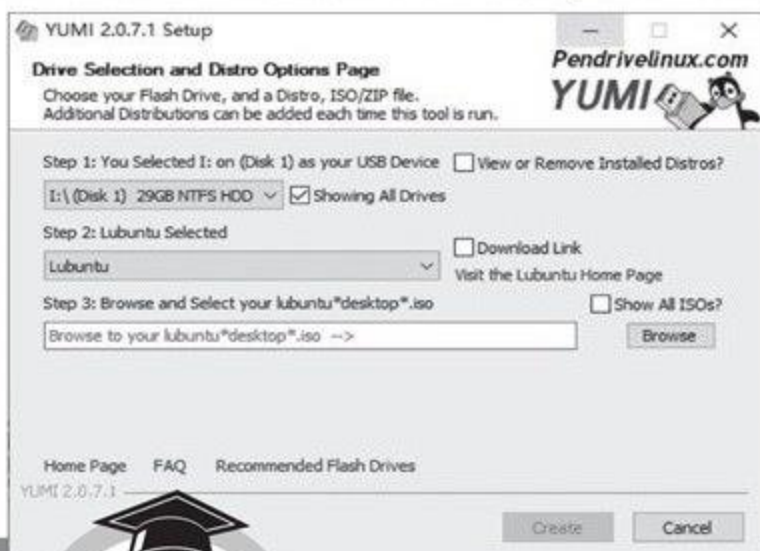 YUMI 2.0.7.1 Setup
Drive Selection and Distro Options Page
Choose your Flash Drive, and a Distro, ISO/ZIP file.
Additional Distributions can be added each time this tool is run.
Pendrivelinux.com
YUMI
Step 1: You Selected I: on (Disk 1) as your USB Device
View or Remove Installed Distros?
I:\ (Disk 1) 29GB NTFS HDD
Showing All Drives
Step 2: Lubuntu Selected
Download Link
Lubuntu
Visit the Lubuntu Home Page
Step 3: Browse and Select your lubuntu*desktop*.iso
Show All ISOs?
Browse to your lubuntu*desktop*.iso -->
Browse
Home Page FAQ Recommended Flash Drives
YUMI 2.0.7.1
Create Cancel